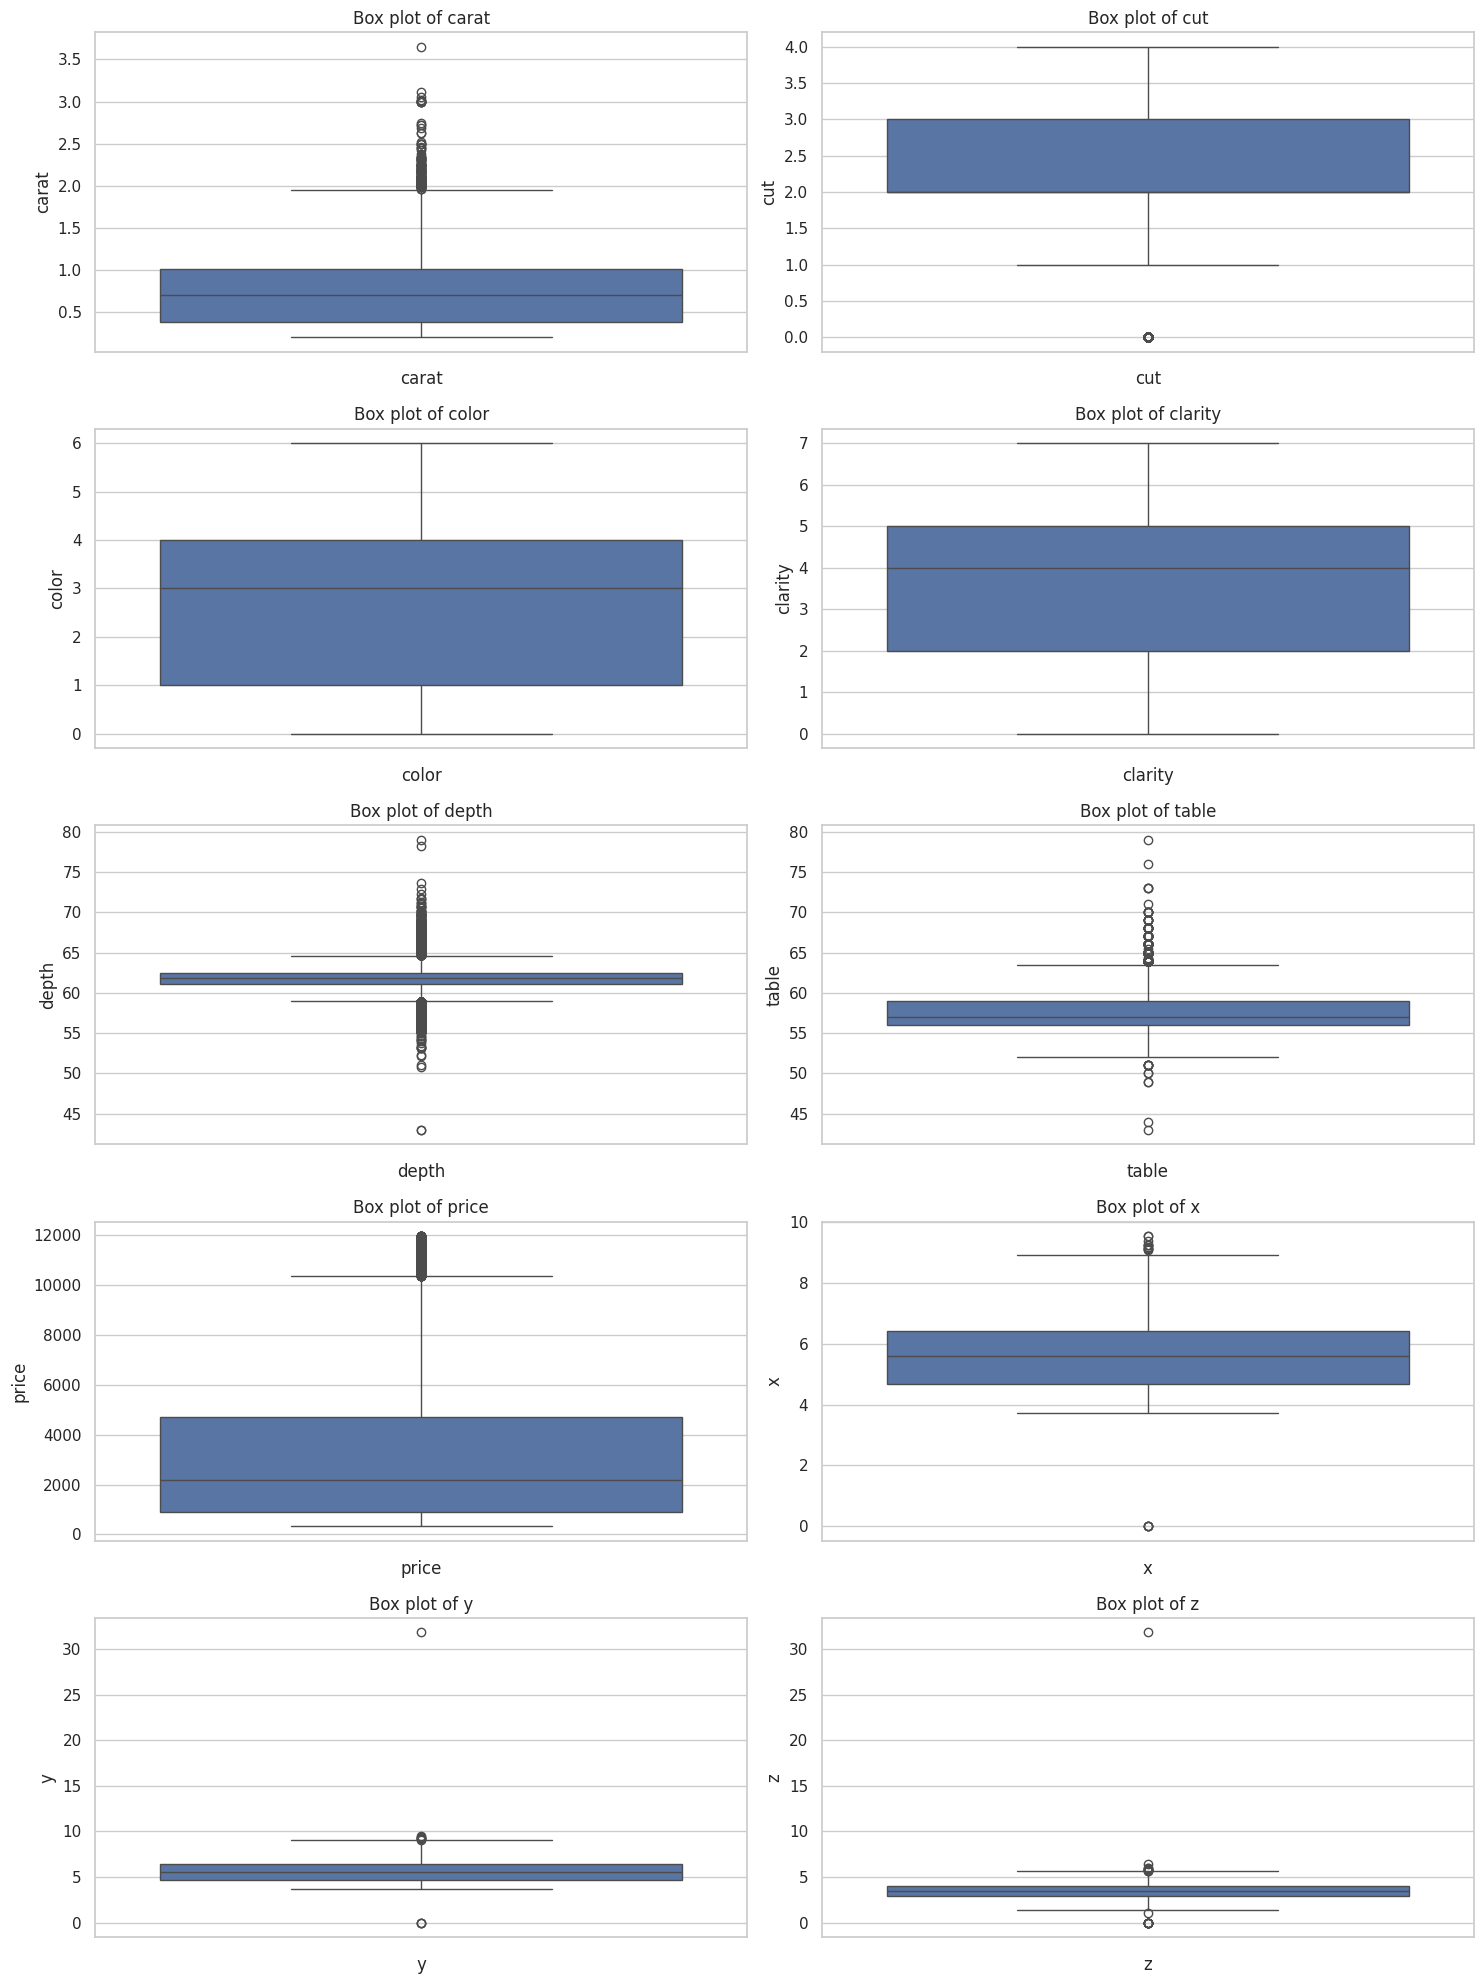 Box plot of carat
3.5
3.0
2.5
2.0
1.5
1.0
0.5
carat
carat
Box plot of cut
4.0
3.5
3.0
2.5
2.0
1.5
1.0
0.5
0.0
cut
cut
Box plot of color
6
5
4
3
2
1
0
color
color
Box plot of clarity
7
6
5
4
3
2
1
0
clarity
clarity
Box plot of depth
80
75
70
65
60
55
50
45
depth
depth
Box plot of table
80
75
70
65
60
55
50
45
table
table
Box plot of price
12000
10000
8000
6000
4000
2000
0
price
price
Box plot of x
10
8
6
4
2
0
x
x
Box plot of y
30
25
20
15
10
5
0
y
y
Box plot of z
30
25
20
15
10
5
0
z
z